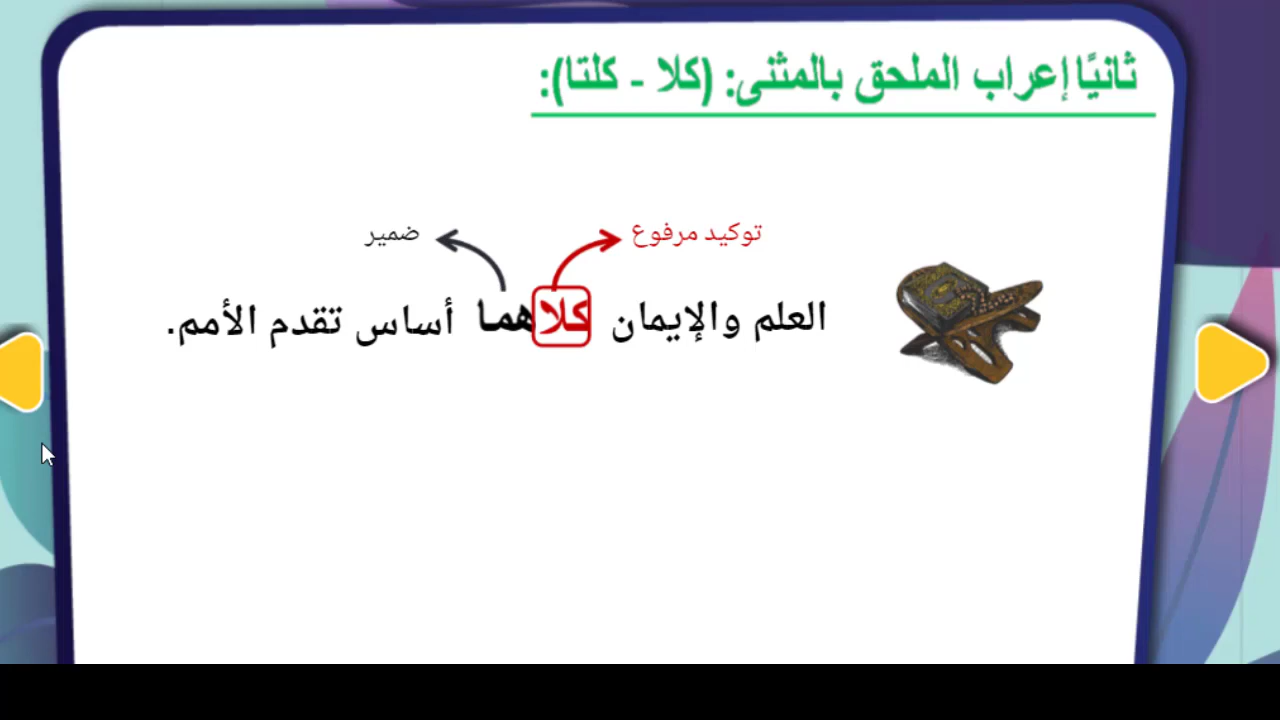 ثانيًا إعراب الملحق بالمثنى: (كلا - كلتا):
توكيد مرفوع ضمير
العلم والإيمان كلاهما أساس تقدم الأمم.